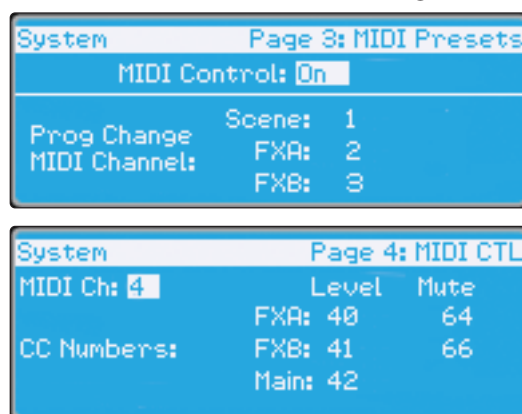 System Page 3: MIDI Presets
MIDI Control: On
Scene: 1
Prog Change
FXA: 2
MIDI Channel:
FXB: 3
System Page 4: MIDI CTL
MIDI Ch: 4 Level Mute
FXA: 40 64
CC Numbers: FXB: 41 66
Main: 42